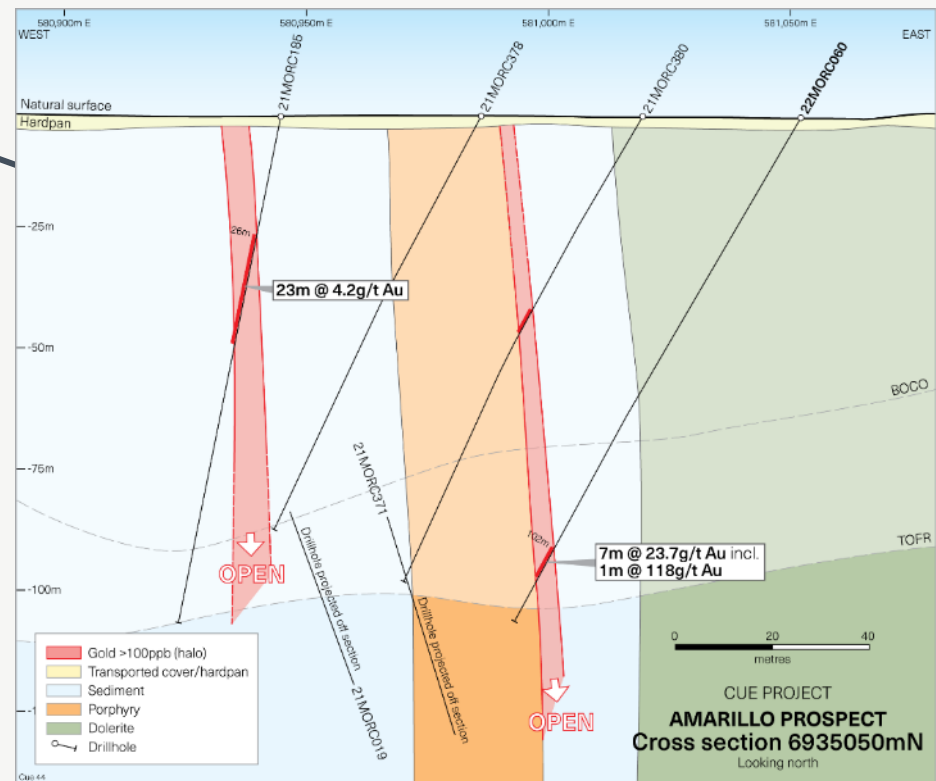 580,900m E
580,950m E
581,000m E
581,050m E
WEST
EAST
21MORC185
21MORC378
21MORC380
22MORC060
Natural surface
Hardpan
-25m
26m
23m @ 4.2g/t Au
-50m
BOCO
-75m
21MORC371
102m
TOFR
7m @ 23.7g/t Au incl.
1m @ 118g/t Au
OPEN
-100m
Drillhole projected off section
21MORC019
Drillhole projected off section
OPEN
Gold >100ppb (halo)
Transported cover/hardpan
Sediment
Porphyry
Dolerite
Drillhole
0 20 40
metres
CUE PROJECT
AMARILLO PROSPECT
Cross section 6935050mN
Looking north
Cue 44